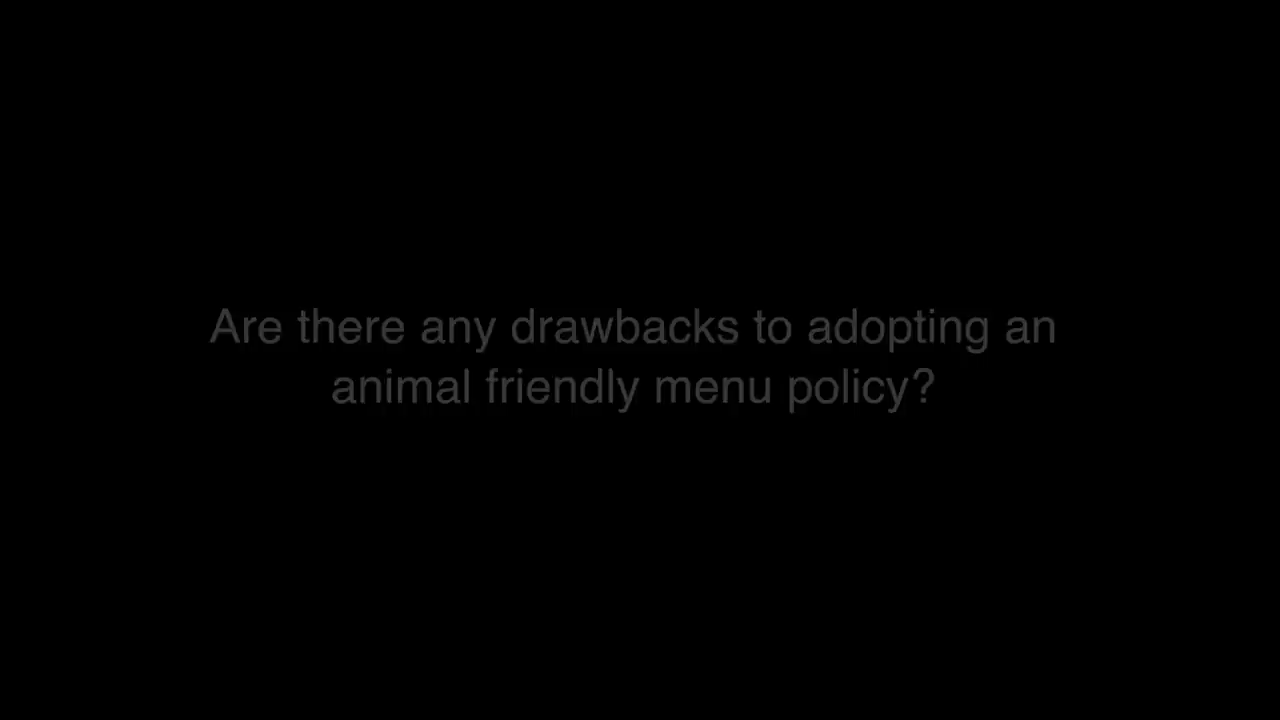 Are there any drawbacks to adopting an
animal friendly menu policy?